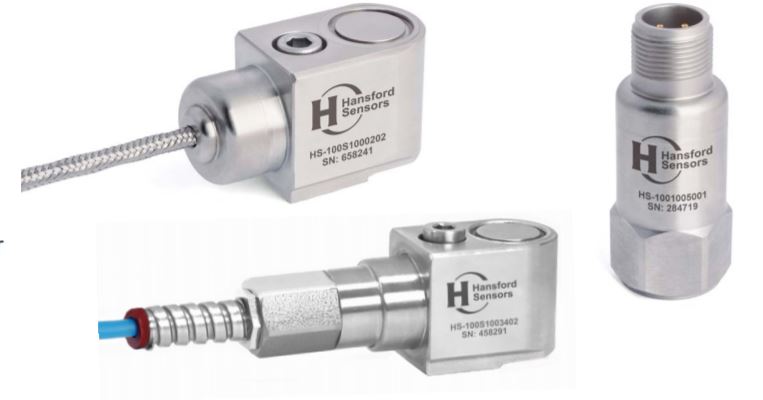 H Hansford
Sensors
HS-100S1000202
SN: 658241
H Hansford
Sensors
HS-1001005001
SN: 284719
H Hansford
Sensors
HS-100S1003402
SN: 458291